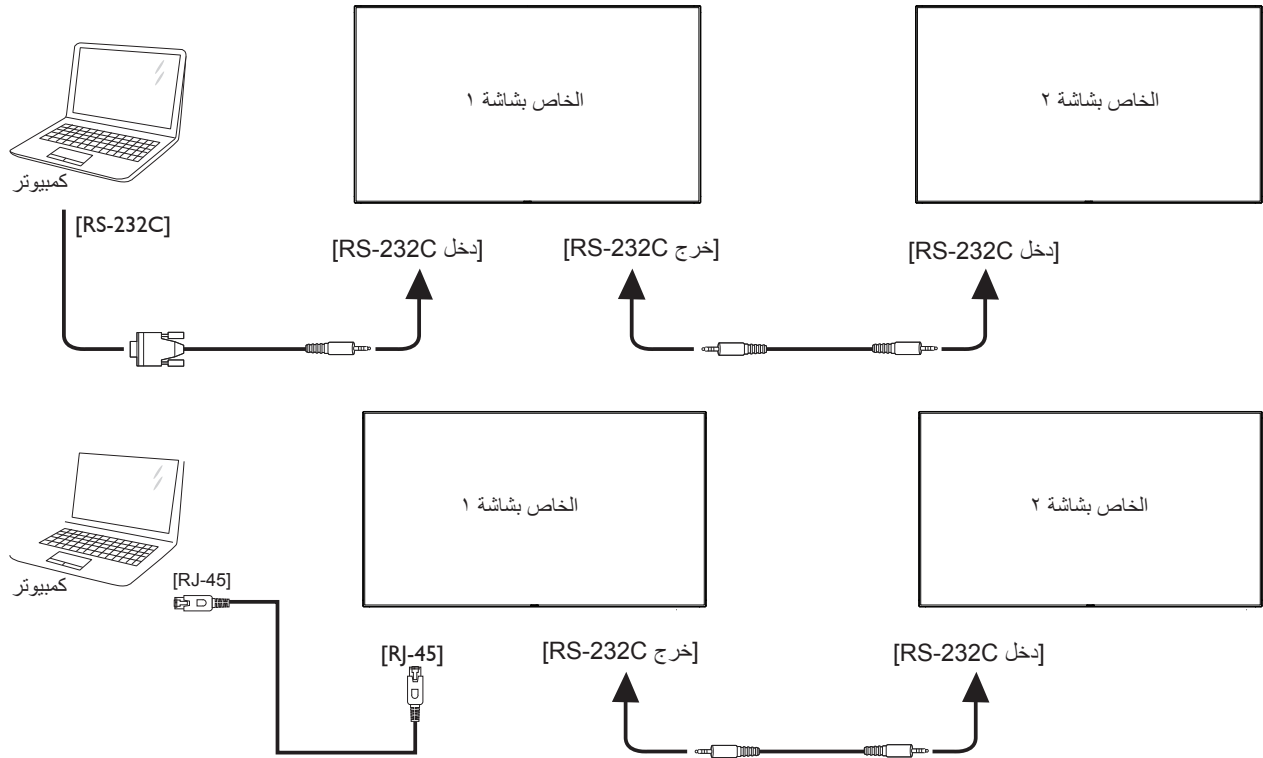 الخاص بشاشة ١
الخاص بشاشة ٢
كمبيوتر
[RS-232C]
[دخل RS-232C]
[خرج RS-232C]
[دخل RS-232C]
الخاص بشاشة ١
الخاص بشاشة ٢
كمبيوتر
[RJ-45]
[RJ-45]
[خرج RS-232C]
[دخل RS-232C]